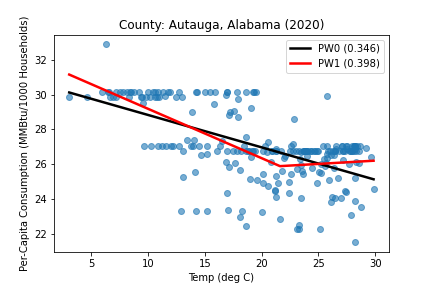 County: Autauga, Alabama (2020)
PW0 (0.346)
PW1 (0.398)
Per-Capita Consumption (MMBtu/1000 Households)
32
30
28
26
24
22
5 10 15 20 25 30
Temp (deg C)